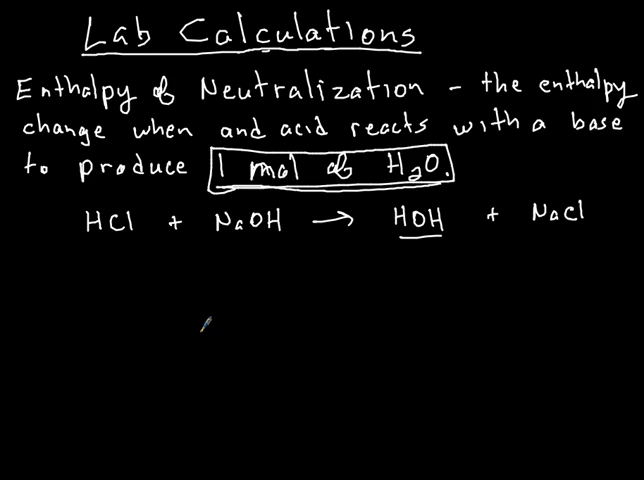 Lab Calculations
Enthalpy of Neutralization - the enthalpy
change when and acid reacts with a base
to produce 1 mol of H₂O.
HCl + NaOH → HOH + NaCl